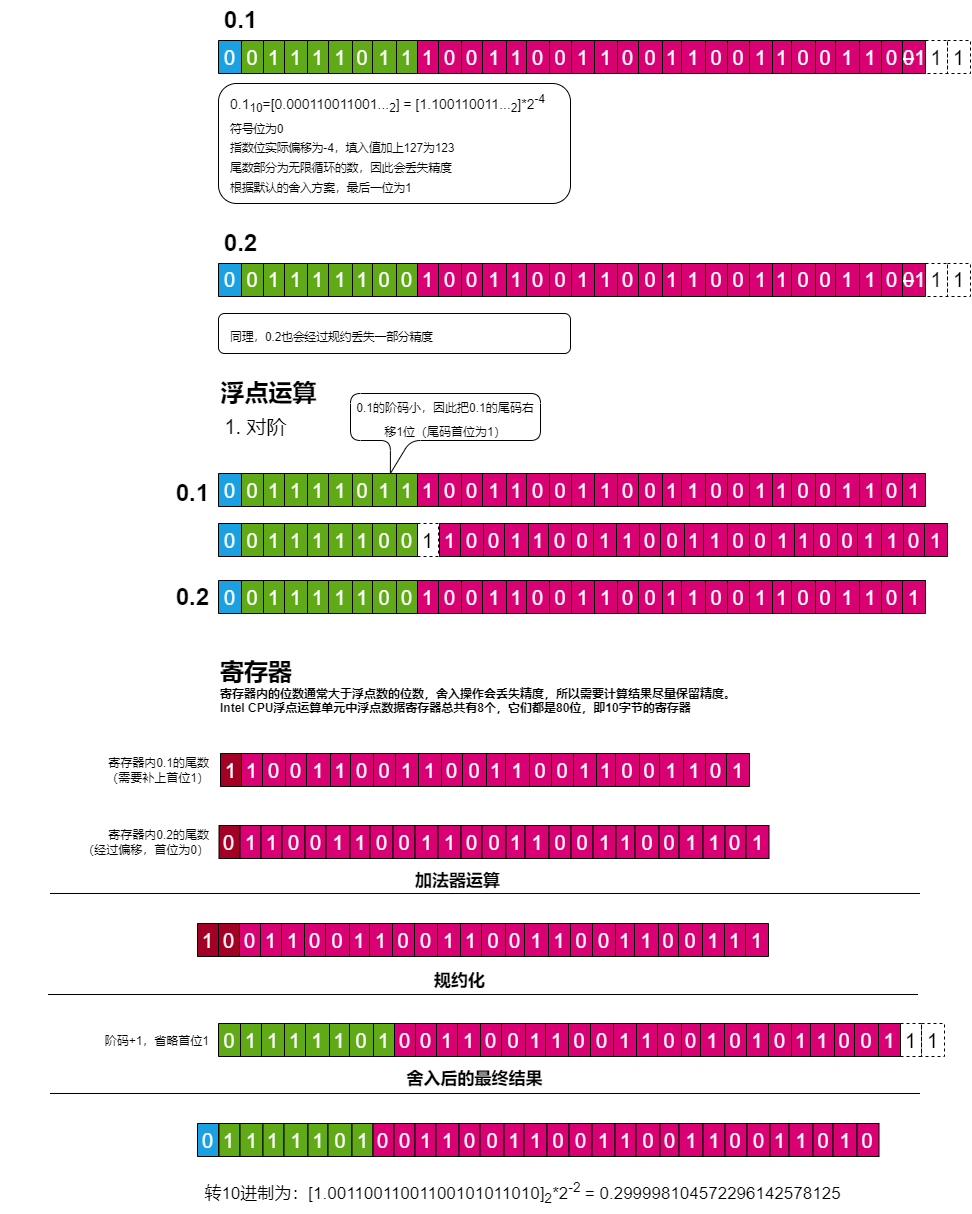 0.1
0 0 1 1 1 1 0 1 1 1 0 0 1 1 0 0 1 1 0 0 1 1 0 0 1 1 0 0 1 1 0 0 1 1 1
0.1₁₀=[0.000110011001...₂] = [1.100110011...₂]*2⁻⁴
符号位为0
指数位实际偏移为-4，填入值加上127为123
尾数部分为无限循环的数，因此会丢失精度
根据默认的舍入方案，最后一位为1
0.2
0 0 1 1 1 1 1 0 0 1 0 0 1 1 0 0 1 1 0 0 1 1 0 0 1 1 0 0 1 1 0 0 1 1 1
同理，0.2也会经过规约丢失一部分精度
浮点运算
1. 对阶
0.1的阶码小，因此把0.1的尾码右
移1位（尾码首位为1）
0.1 0 0 1 1 1 1 0 1 1 1 0 0 1 1 0 0 1 1 0 0 1 1 0 0 1 1 0 0 1 1 0 1
0 0 1 1 1 1 1 0 0 1 1 0 0 1 1 0 0 1 1 0 0 1 1 0 0 1 1 0 0 1 1 0 1
0.2 0 0 1 1 1 1 1 0 0 1 0 0 1 1 0 0 1 1 0 0 1 1 0 0 1 1 0 0 1 1 0 1
寄存器
寄存器内的位数通常大于浮点数的位数，舍入操作会丢失精度，所以需要计算结果尽量保留精度。
Intel CPU浮点运算单元中浮点数据寄存器总共有8个，它们都是80位，即10字节的寄存器
寄存器内0.1的尾数
（需要补上首位1）
1 1 0 0 1 1 0 0 1 1 0 0 1 1 0 0 1 1 0 0 1 1 0 1
寄存器内0.2的尾数
（经过偏移，首位为0）
0 1 1 0 0 1 1 0 0 1 1 0 0 1 1 0 0 1 1 0 0 1 1 0 1
加法器运算
1 0 0 1 1 0 0 1 1 0 0 1 1 0 0 1 1 0 0 1 1 0 0 1 1 1
规约化
阶码+1，省略首位1 0 1 1 1 1 1 0 1 0 0 1 1 0 0 1 1 0 0 1 1 0 0 1 0 1 0 1 1 0 0 1 1 1
舍入后的最终结果
0 1 1 1 1 1 0 1 0 0 1 1 0 0 1 1 0 0 1 1 0 0 1 1 0 0 1 1 0 1 0
转10进制为：[1.00110011001100101011010]₂*2⁻² = 0.299998104572296142578125